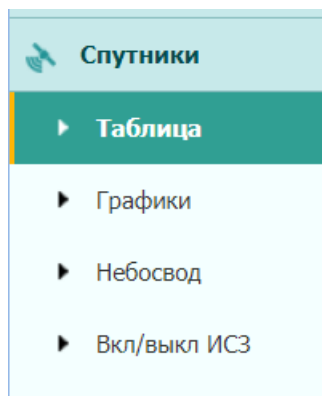 Спутники
Таблица
Графики
Небосвод
Вкл/выкл ИСЗ